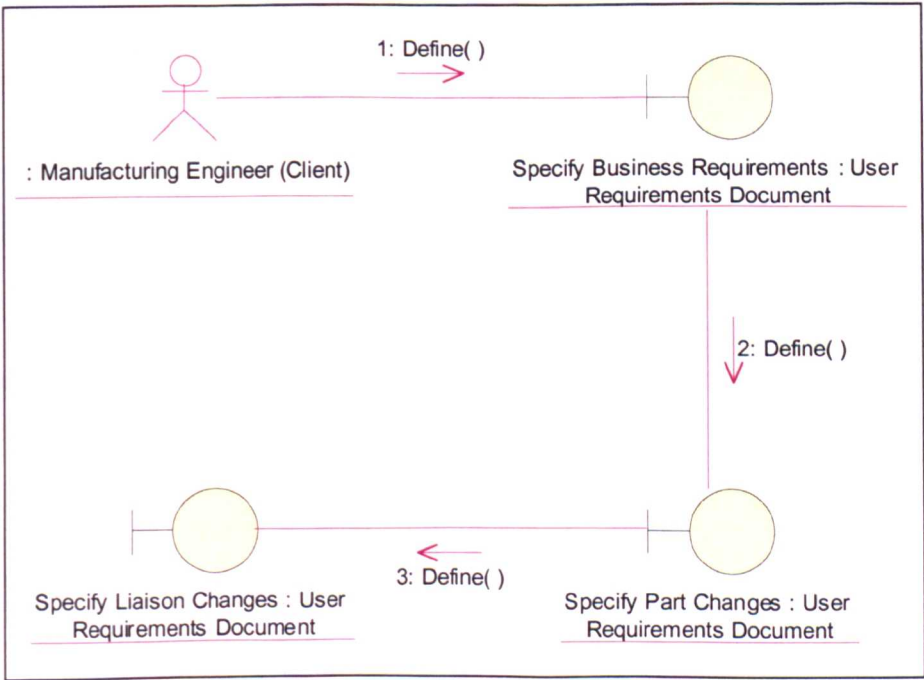 1: Define( )
: Manufacturing Engineer (Client)
Specify Business Requirements : User
Requirements Document
2: Define( )
3: Define( )
Specify Liaison Changes : User
Requirements Document
Specify Part Changes : User
Requirements Document